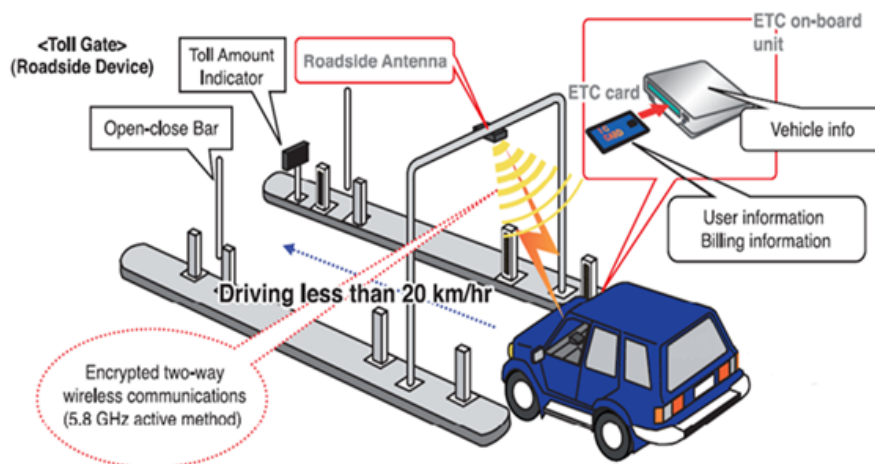 <Toll Gate>
(Roadside Device)
Toll Amount
Indicator
Roadside Antenna
ETC on-board
unit
ETC card
Open-close Bar
Vehicle info
User information
Billing information
Driving less than 20 km/hr
Encrypted two-way
wireless communications
(5.8 GHz active method)